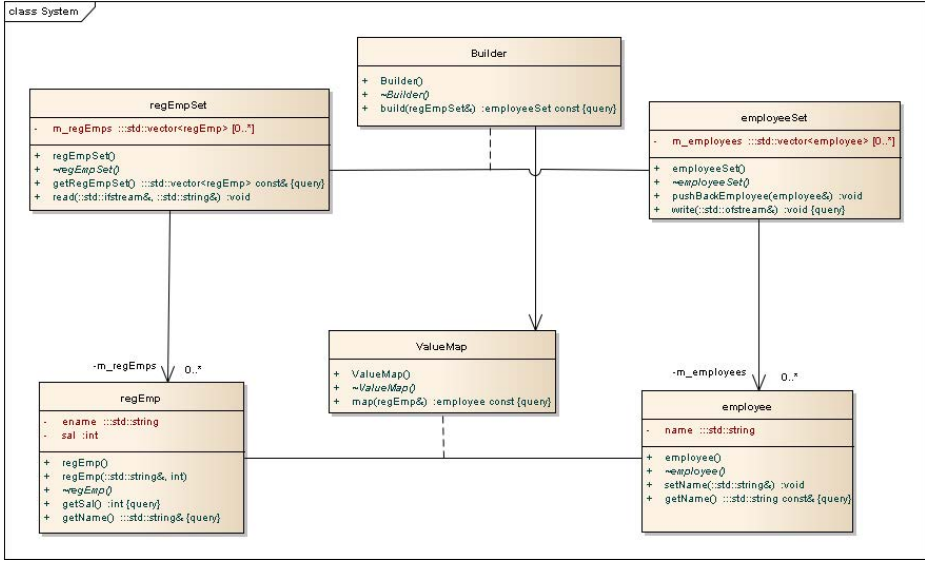 class System
Builder
+ Builder()
+ ~Builder()
+ build(regEmpSet&) :employeeSet const {query}
regEmpSet
- m_regEmps :::std::vector<regEmp> [0..*]
+ regEmpSet()
+ ~regEmpSet()
+ getRegEmpSet() :::std::vector<regEmp> const& {query}
+ read(::std::ifstream&, ::std::string&) :void
employeeSet
- m_employees :::std::vector<employee> [0..*]
+ employeeSet()
+ ~employeeSet()
+ pushBackEmployee(employee&) :void
+ write(::std::ofstream&) :void {query}
-m_regEmps 0..*
-m_employees 0..*
ValueMap
+ ValueMap()
+ ~ValueMap()
+ map(regEmp&) :employee const {query}
regEmp
- ename :::std::string
- sal :int
+ regEmp()
+ regEmp(::std::string&, int)
+ ~regEmp()
+ getSal() :int {query}
+ getName() :::std::string& {query}
employee
- name :::std::string
+ employee()
+ ~employee()
+ setName(::std::string&) :void
+ getName() :::std::string const& {query}